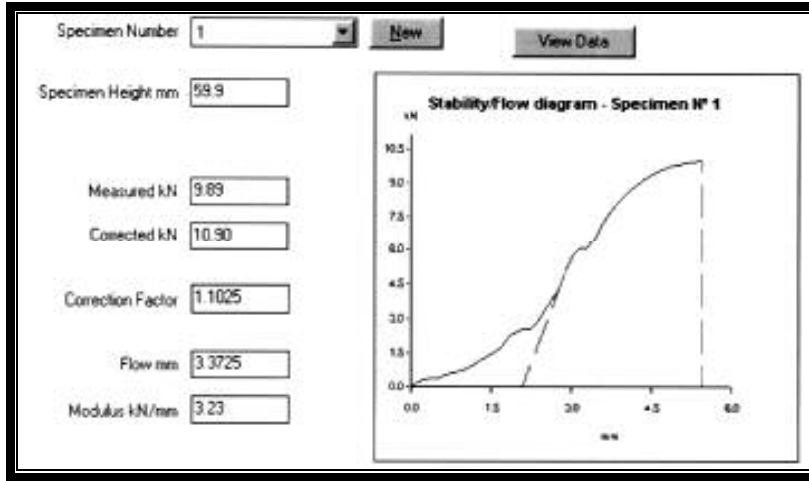 Specimen Number 1 New View Data
Specimen Height mm 59.9
Measured kN 9.89
Corrected kN 10.90
Correction Factor 1.1025
Flow mm 3.3725
Modulus kN/mm 3.23
Stability/Flow diagram - Specimen Nº 1
kN
10.5
9.0
7.5
6.0
4.5
3.0
1.5
0.0
0.0 1.5 3.0 4.5 6.0
mm